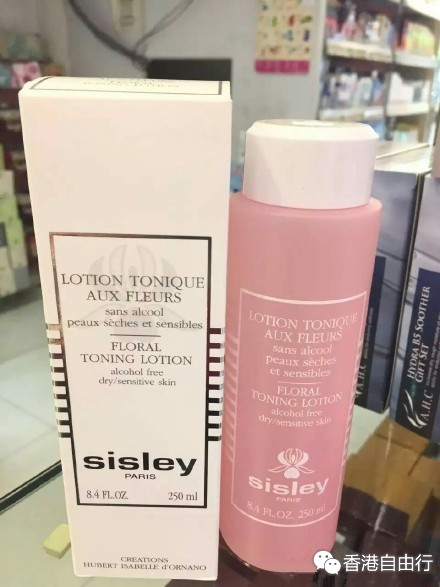 LOTION TONIQUE
AUX FLEURS
sans alcool
peaux sèches et sensibles
FLORAL
TONING LOTION
alcohol free
dry/sensitive skin
sisley
PARIS
8.4 FL.OZ. 250 ml
CREATIONS
HUBERT ISABELLE d'ORNANO
LOTION TONIQUE
AUX FLEURS
sans alcool
peaux sèches
et sensibles
FLORAL
TONING LOTION
alcohol free
dry/sensitive skin
sisley
PARIS
8.4 FL.OZ. 250 ml
HYDRA B5 SOOTHER
GIFT SET
A.H.C
香港自由行